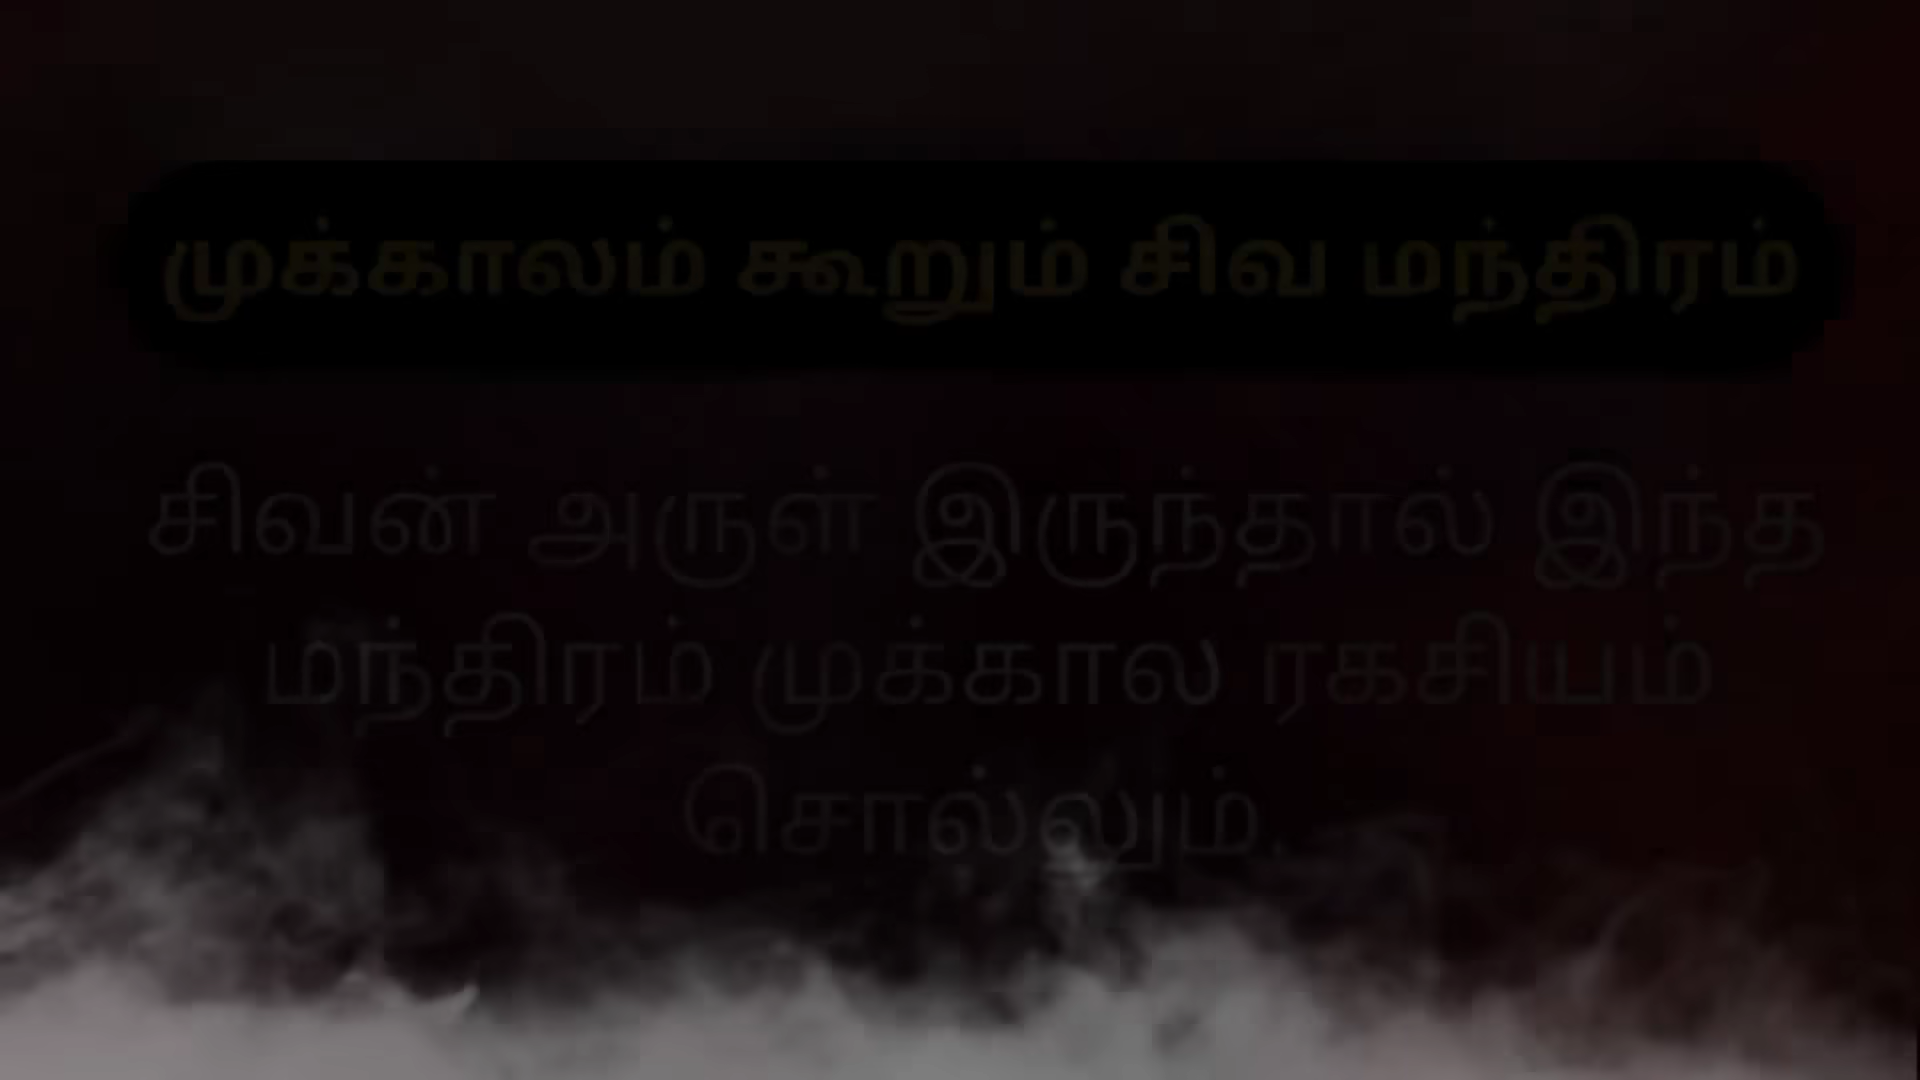 முக்காலம் கூறும் சிவ மந்திரம்
சிவன் அருள் இருந்தால் இந்த
மந்திரம் முக்கால ரகசியம்
சொல்லும்.